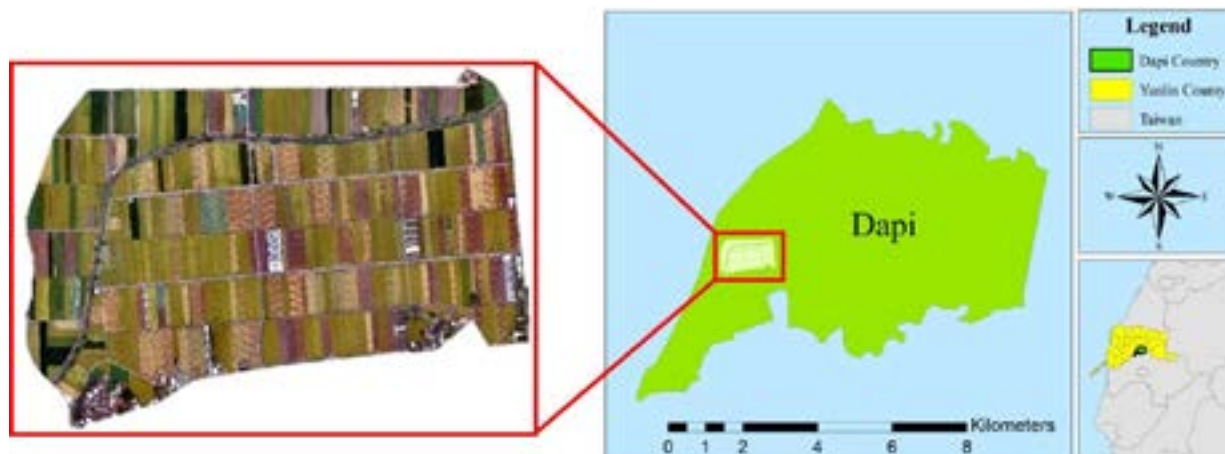 Legend
Dapi Country
Yunlin County
Taiwan
N
W
E
S
Dapi
Kilometers
0 1 2 4 6 8